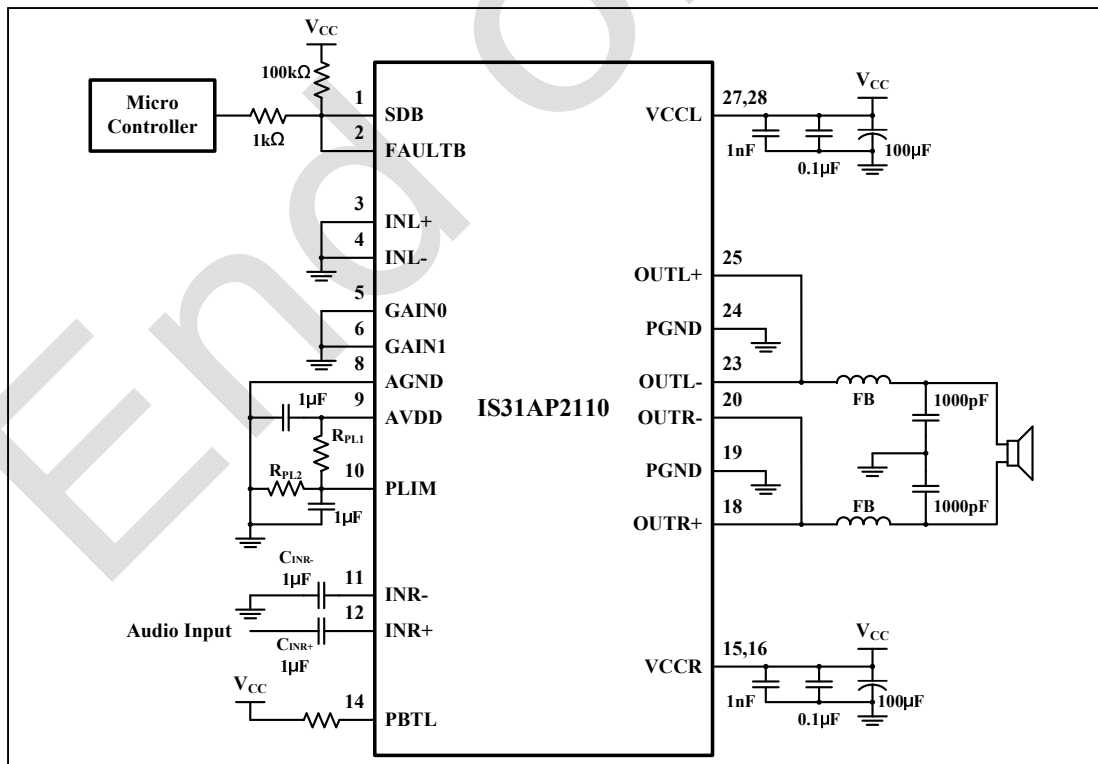 VCC
100kΩ
Micro
Controller
1kΩ
1
SDB
2
FAULTB
3
INL+
4
INL-
5
GAIN0
6
GAIN1
8
AGND
1µF
9
AVDD
RPL1
10
RPL2
PLIM
1µF
CINR-
1µF
11
INR-
12
Audio Input
INR+
CINR+
1µF
VCC
14
PBTL
IS31AP2110
27,28
VCCL
VCC
1nF
0.1µF
100µF
25
OUTL+
24
PGND
23
OUTL-
FB
1000pF
20
OUTR-
19
PGND
18
OUTR+
FB
1000pF
15,16
VCCR
VCC
1nF
0.1µF
100µF
End o